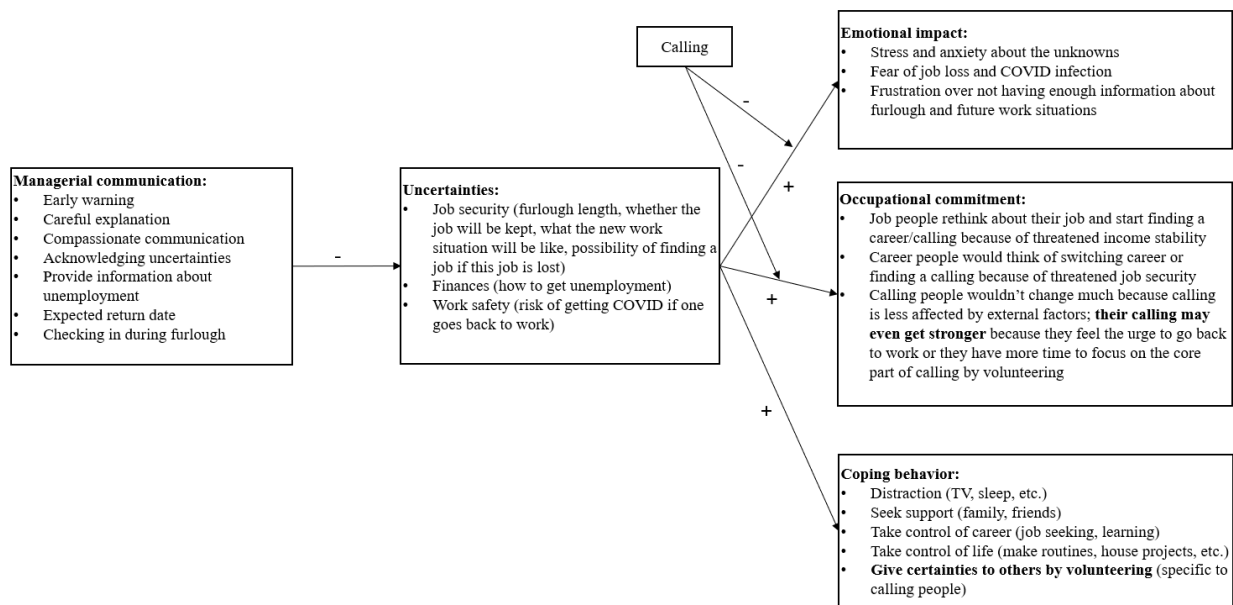 Calling
-
-
Managerial communication:
• Early warning
• Careful explanation
• Compassionate communication
• Acknowledging uncertainties
• Provide information about
unemployment
• Expected return date
• Checking in during furlough
-
Uncertainties:
• Job security (furlough length, whether the
job will be kept, what the new work
situation will be like, possibility of finding a
job if this job is lost)
• Finances (how to get unemployment)
• Work safety (risk of getting COVID if one
goes back to work)
+
+
+
Emotional impact:
• Stress and anxiety about the unknowns
• Fear of job loss and COVID infection
• Frustration over not having enough information about
furlough and future work situations
Occupational commitment:
• Job people rethink about their job and start finding a
career/calling because of threatened income stability
• Career people would think of switching career or
finding a calling because of threatened job security
• Calling people wouldn’t change much because calling
is less affected by external factors; their calling may
even get stronger because they feel the urge to go back
to work or they have more time to focus on the core
part of calling by volunteering
Coping behavior:
• Distraction (TV, sleep, etc.)
• Seek support (family, friends)
• Take control of career (job seeking, learning)
• Take control of life (make routines, house projects, etc.)
• Give certainties to others by volunteering (specific to
calling people)